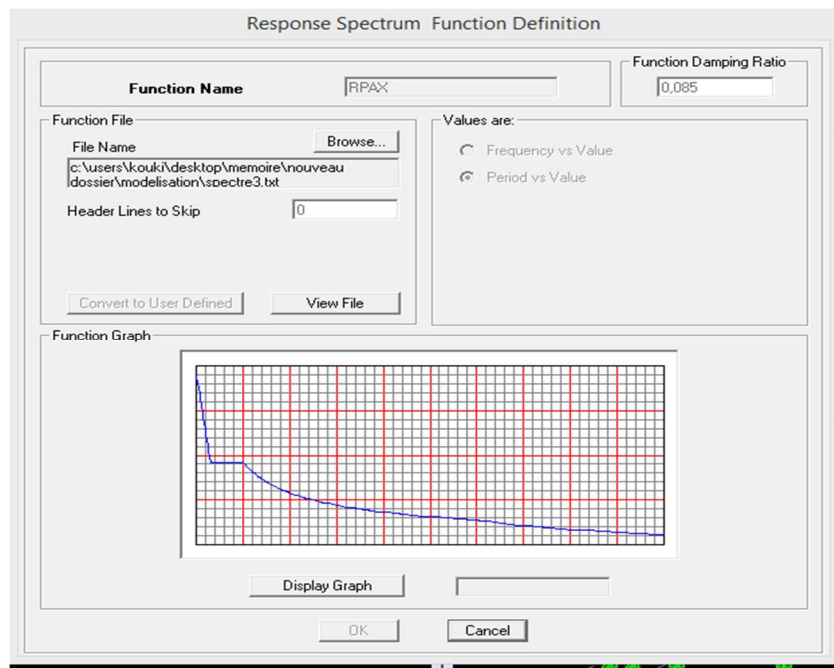 Response Spectrum Function Definition
Function Name
RPAX
Function Damping Ratio
0,085
Function File
File Name
Browse...
c:\users\kouki\desktop\memoire\nouveau
dossier\modelisation\spectre3.txt
Header Lines to Skip
0
Convert to User Defined
View File
Values are:
Frequency vs Value
Period vs Value
Function Graph
Display Graph
OK
Cancel